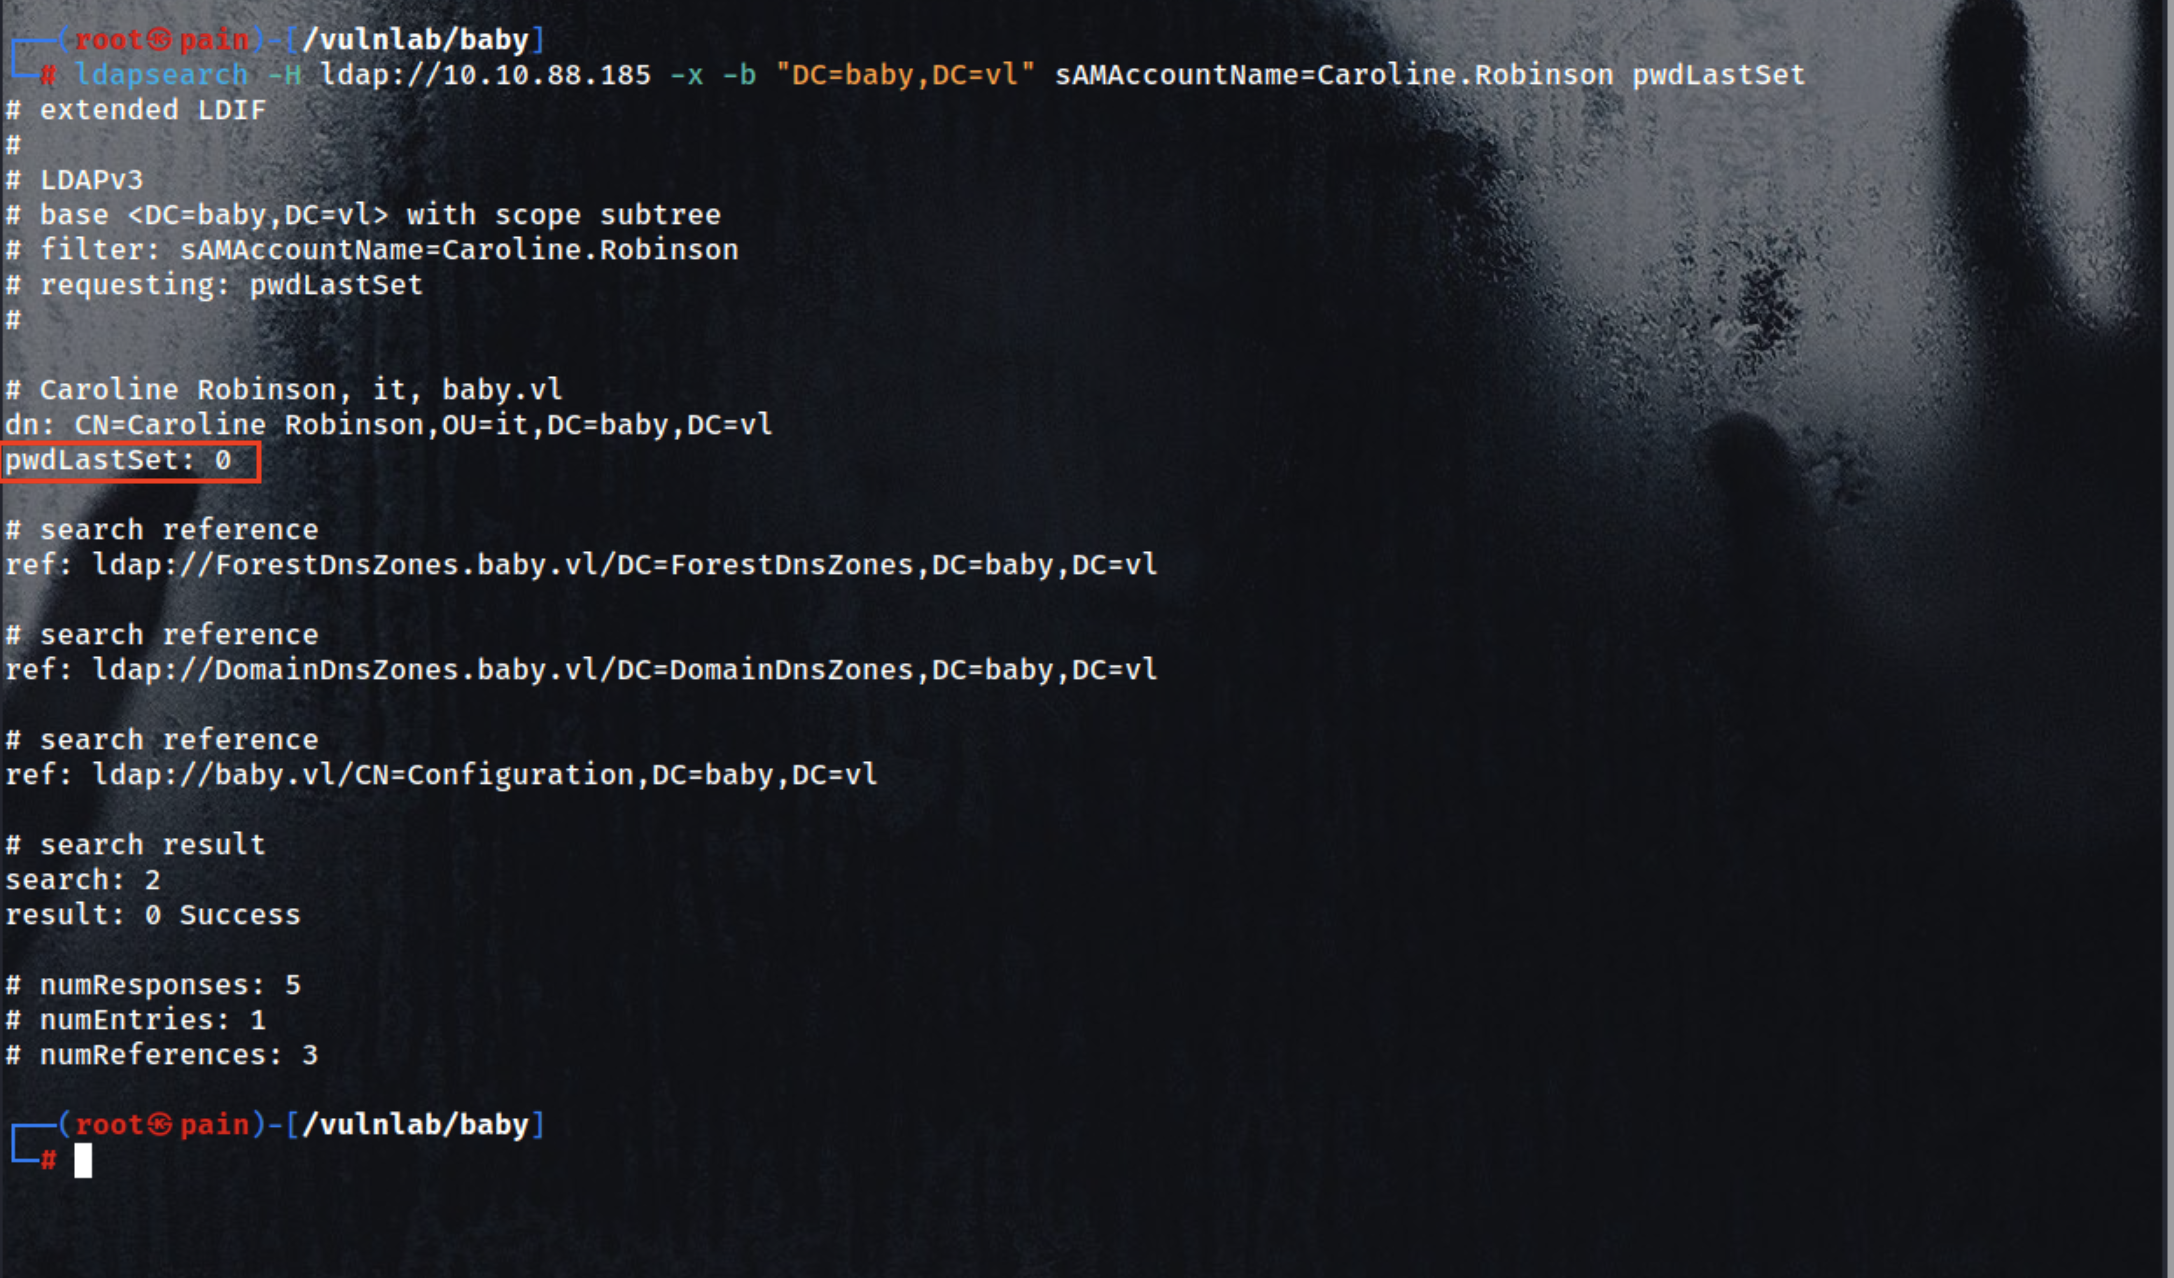 ┌──(root㉿pain)-[/vulnlab/baby]
└─# ldapsearch -H ldap://10.10.88.185 -x -b "DC=baby,DC=vl" sAMAccountName=Caroline.Robinson pwdLastSet
# extended LDIF
#
# LDAPv3
# base <DC=baby,DC=vl> with scope subtree
# filter: sAMAccountName=Caroline.Robinson
# requesting: pwdLastSet
#
# Caroline Robinson, it, baby.vl
dn: CN=Caroline Robinson,OU=it,DC=baby,DC=vl
pwdLastSet: 0
# search reference
ref: ldap://ForestDnsZones.baby.vl/DC=ForestDnsZones,DC=baby,DC=vl
# search reference
ref: ldap://DomainDnsZones.baby.vl/DC=DomainDnsZones,DC=baby,DC=vl
# search reference
ref: ldap://baby.vl/CN=Configuration,DC=baby,DC=vl
# search result
search: 2
result: 0 Success
# numResponses: 5
# numEntries: 1
# numReferences: 3
┌──(root㉿pain)-[/vulnlab/baby]
└─#